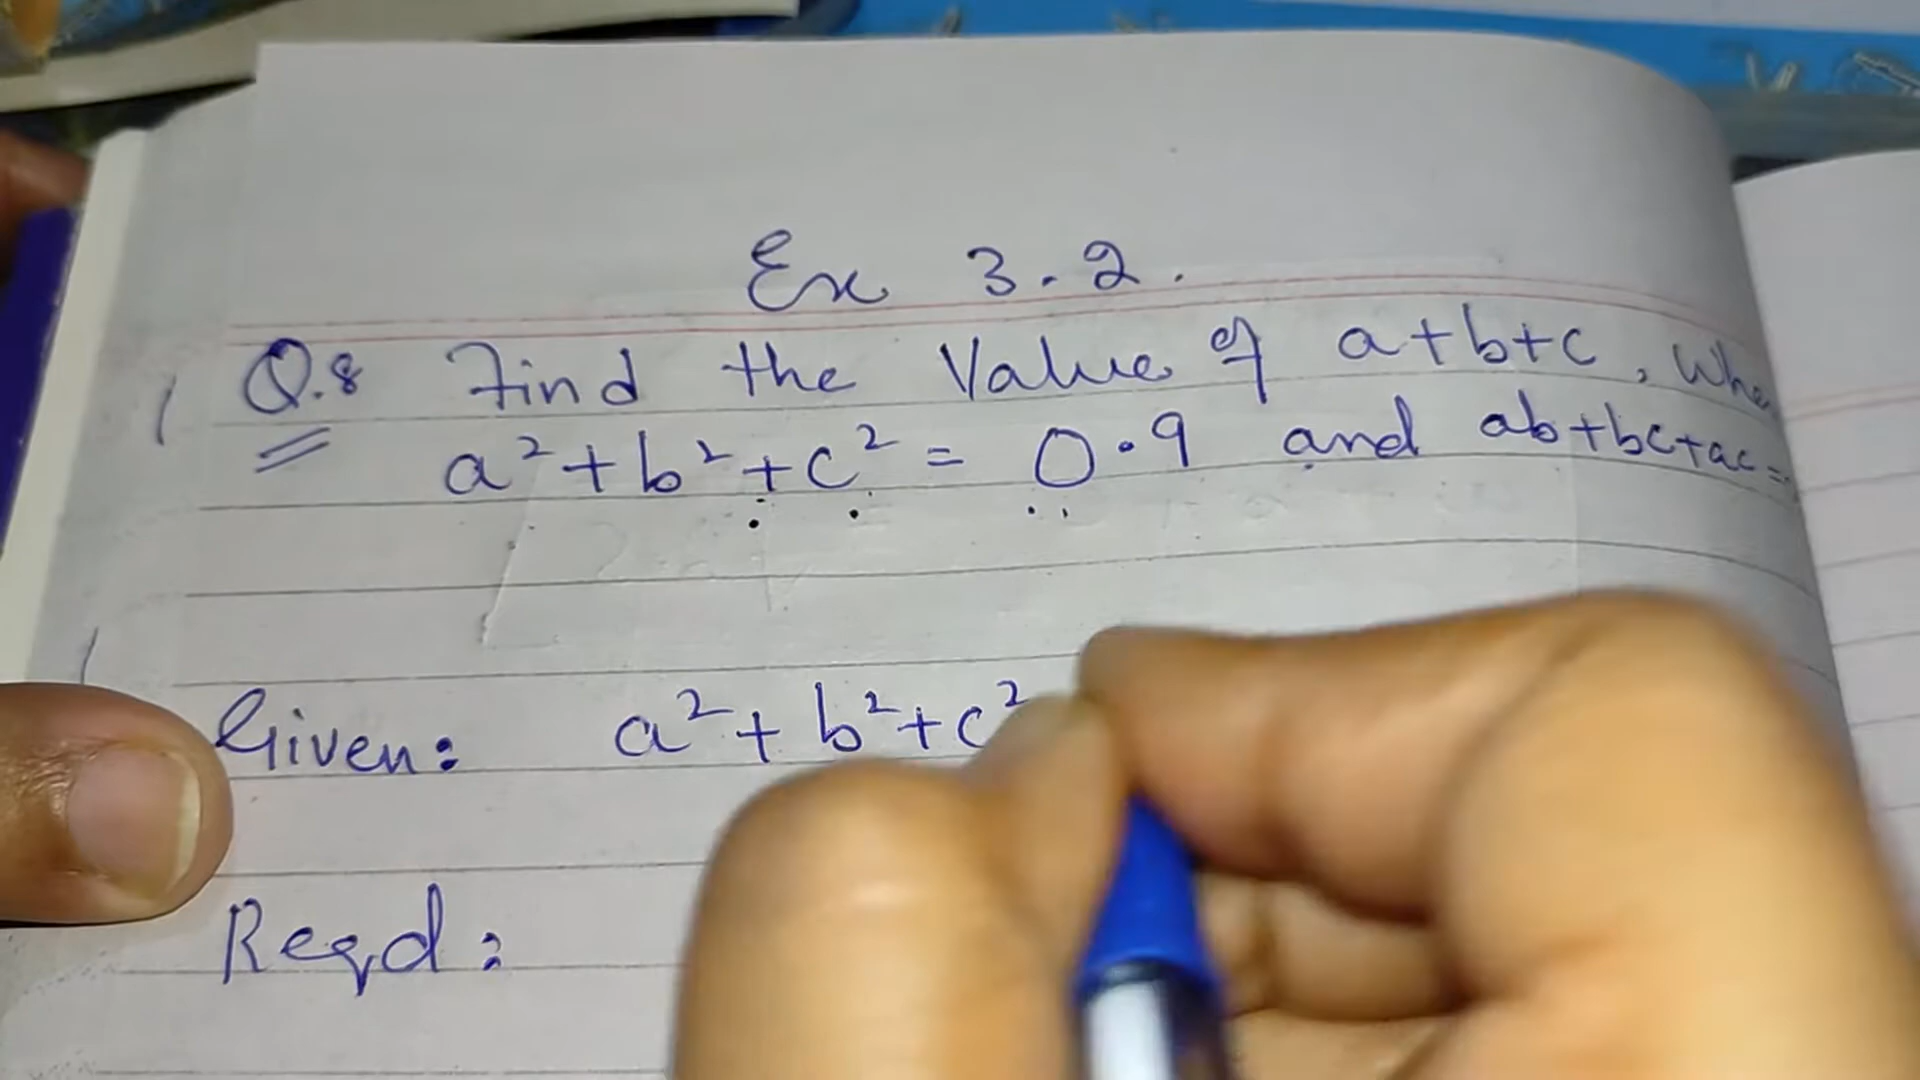 Ex 3.2.
Q.8 Find the Value of a+b+c, Whe
a²+b²+c² = 0.9 and ab+bc+ac=
Given: a²+b²+c²
Reqd: